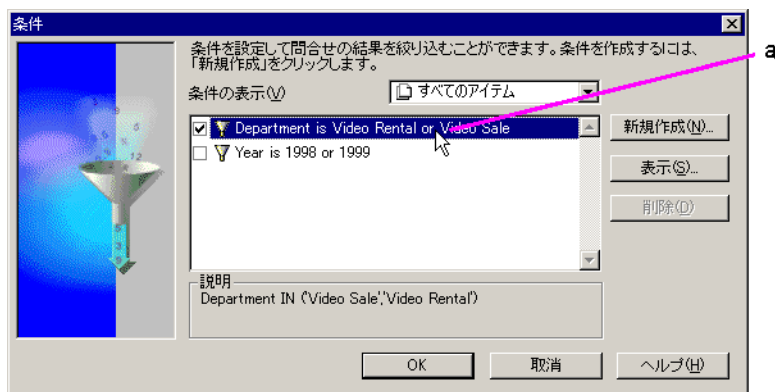 条件
条件を設定して問合せの結果を絞り込むことができます。条件を作成するには、
「新規作成」をクリックします。
a
条件の表示(V)
すべてのアイテム
Department is Video Rental or Video Sale
新規作成(N)...
Year is 1998 or 1999
表示(S)...
削除(D)
説明
Department IN ('Video Sale','Video Rental')
OK
取消
ヘルプ(H)